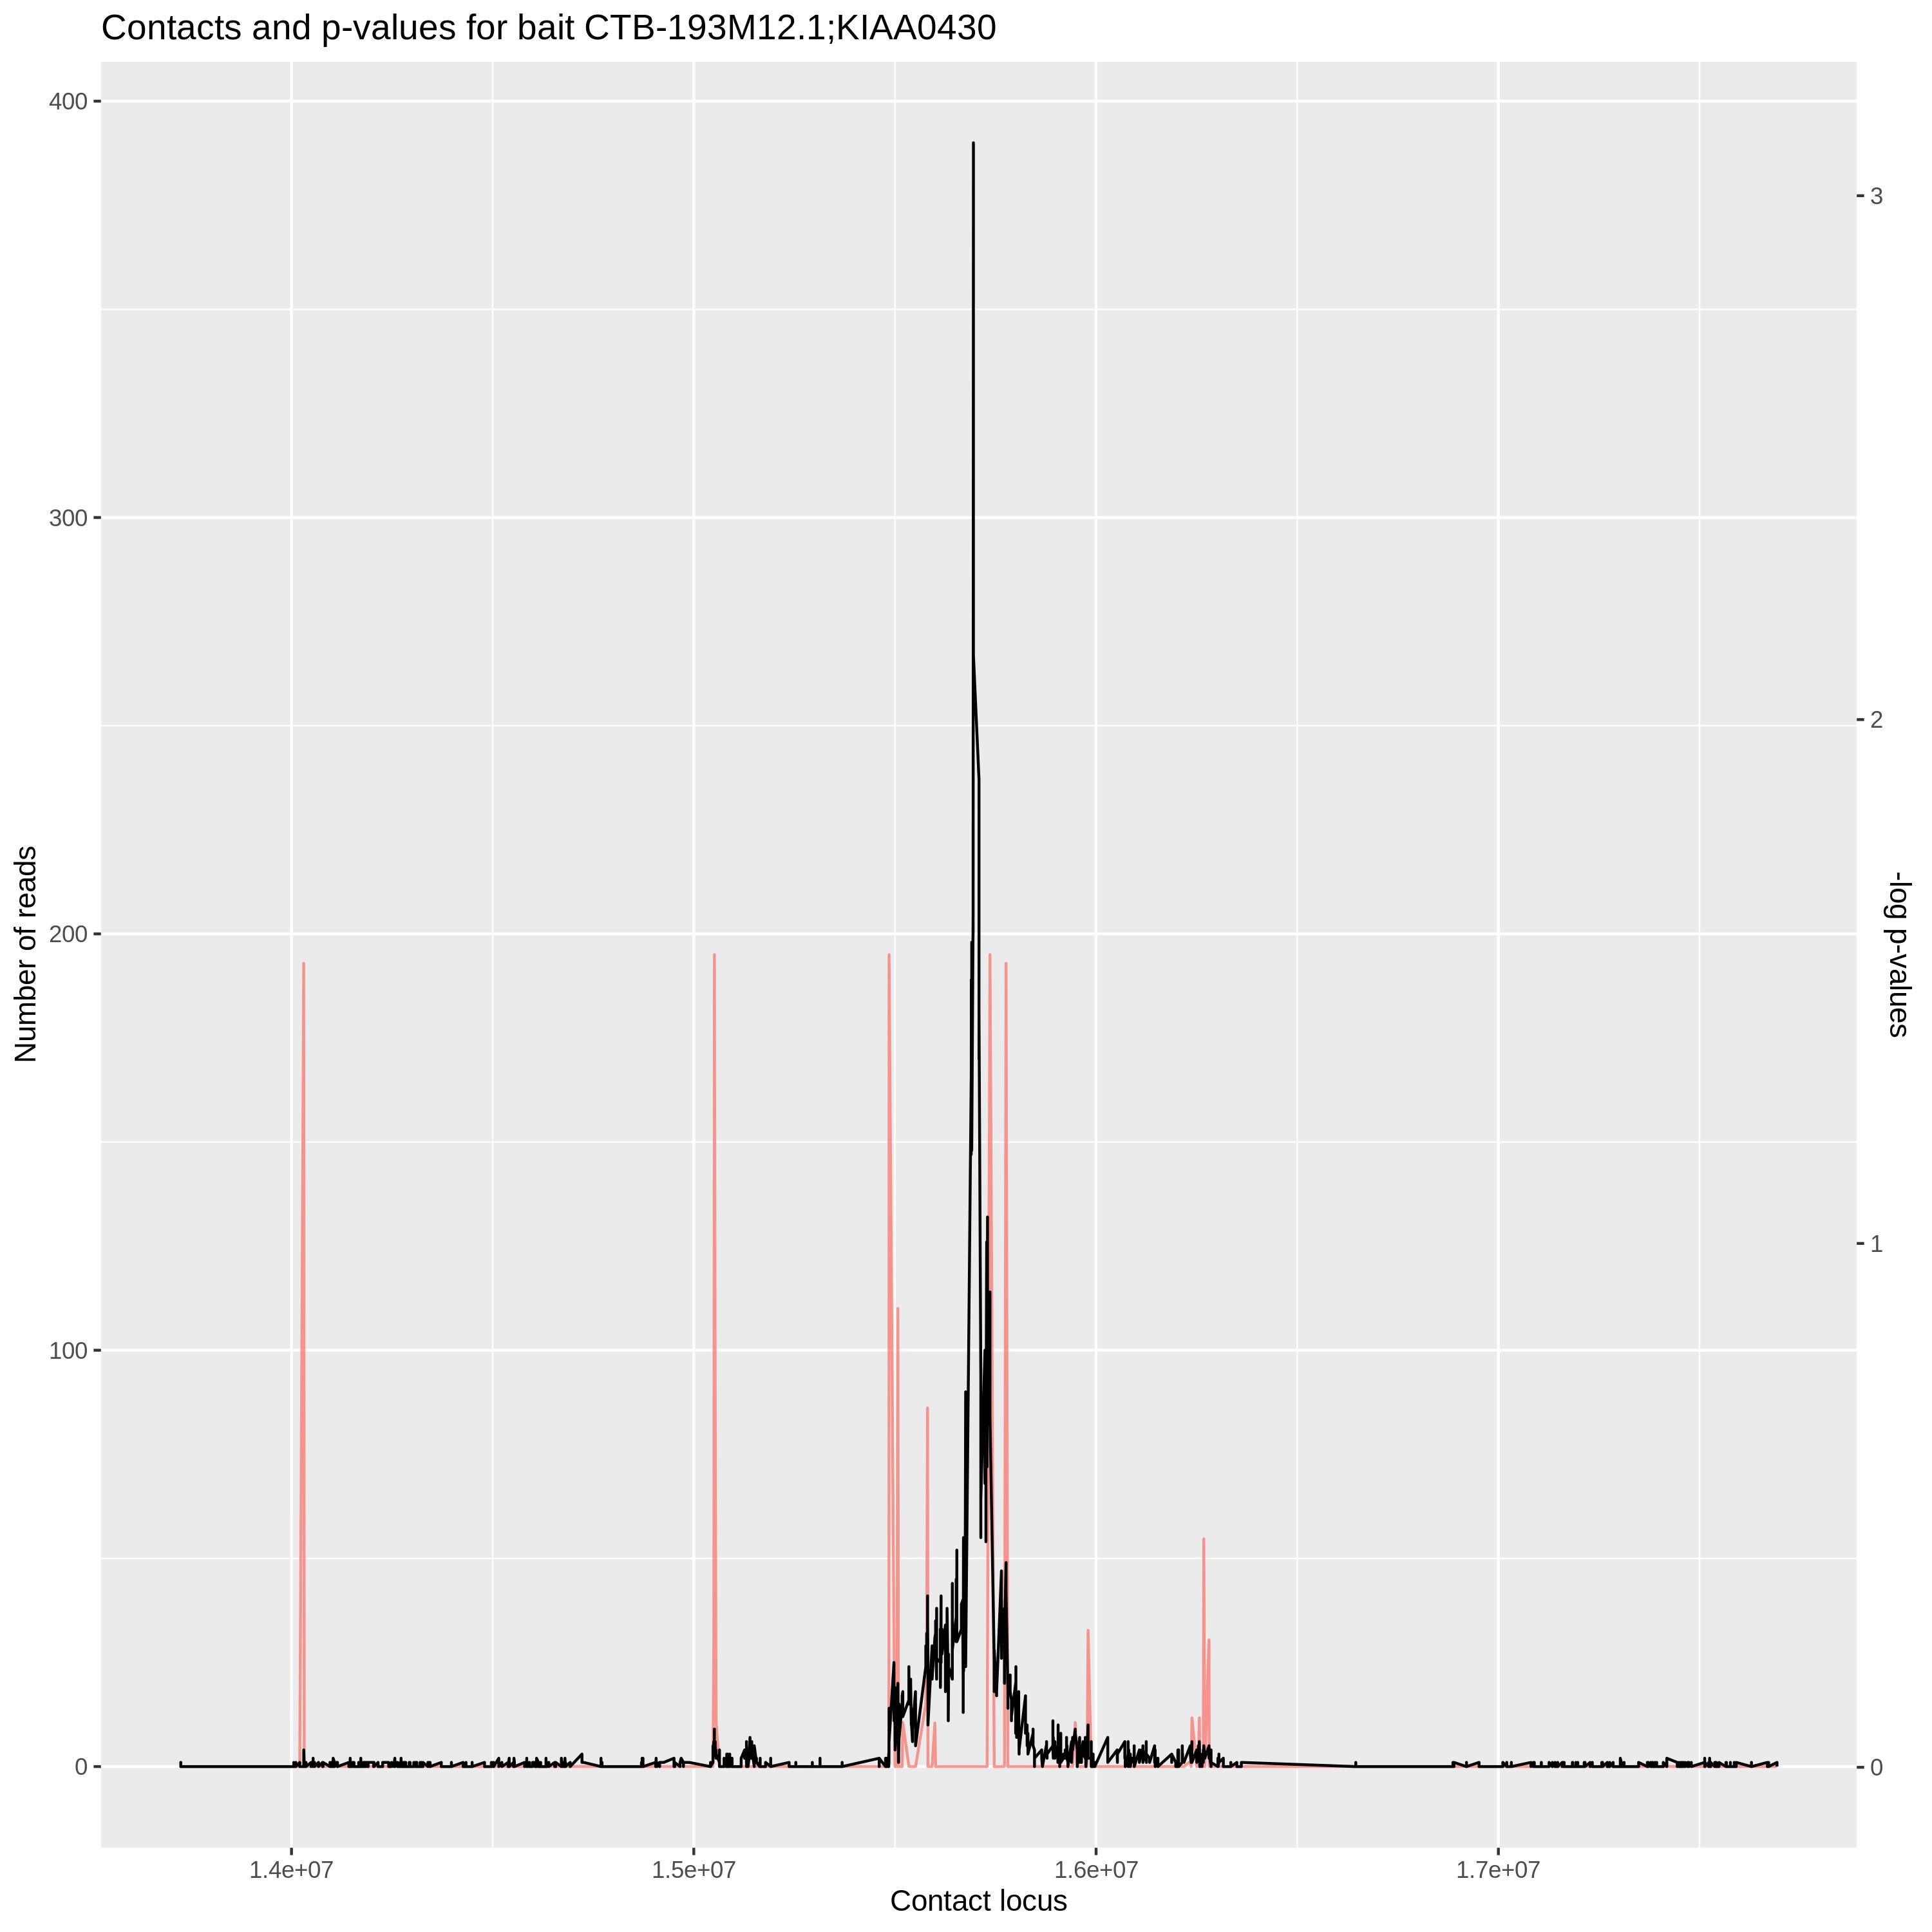 Contacts and p-values for bait CTB-193M12.1;KIAA0430
400
300
200
100
0
3
2
1
0
Number of reads
-log p-values
1.4e+07
1.5e+07
1.6e+07
1.7e+07
Contact locus